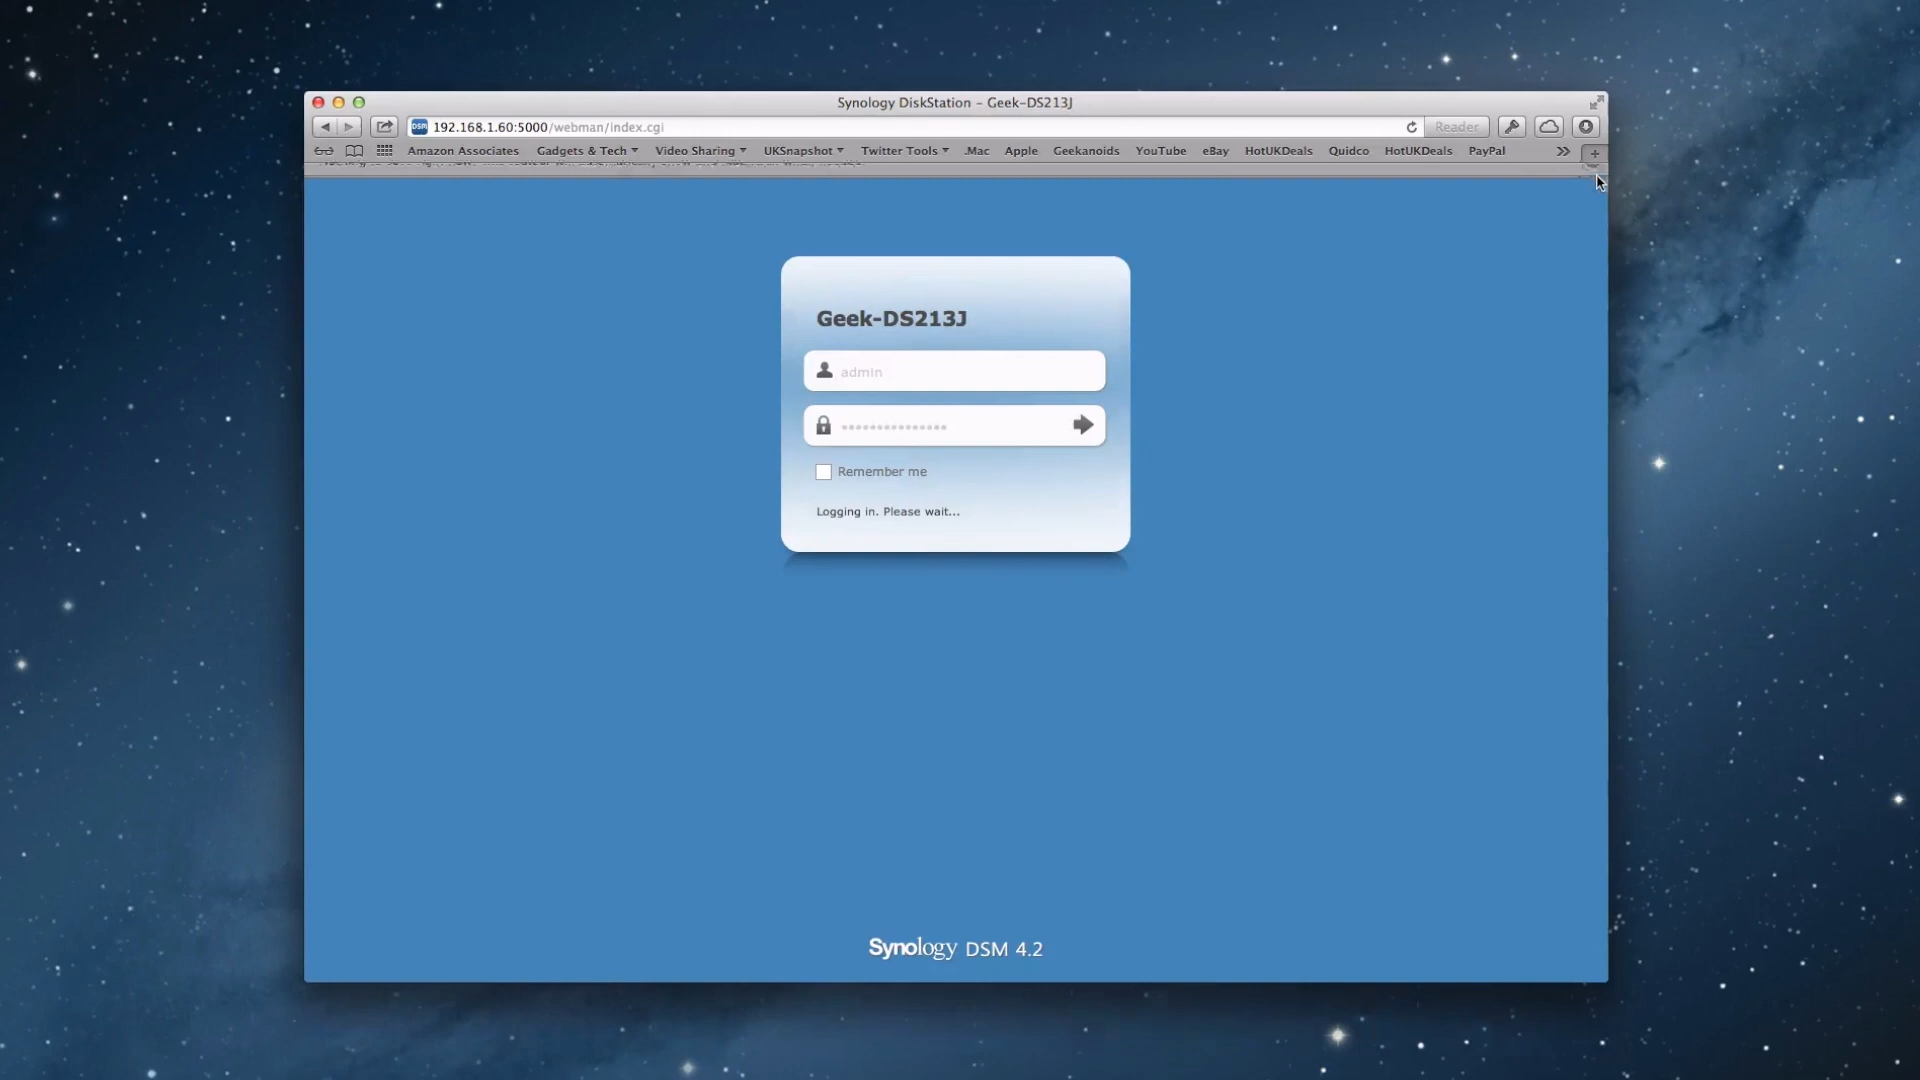 Synology DiskStation – Geek-DS213J
DSM 192.168.1.60:5000/webman/index.cgi Reader
Amazon Associates Gadgets & Tech Video Sharing UKSnapshot Twitter Tools .Mac Apple Geekanoids YouTube eBay HotUKDeals Quidco HotUKDeals PayPal
Geek-DS213J
admin
Remember me
Logging in. Please wait...
Synology DSM 4.2